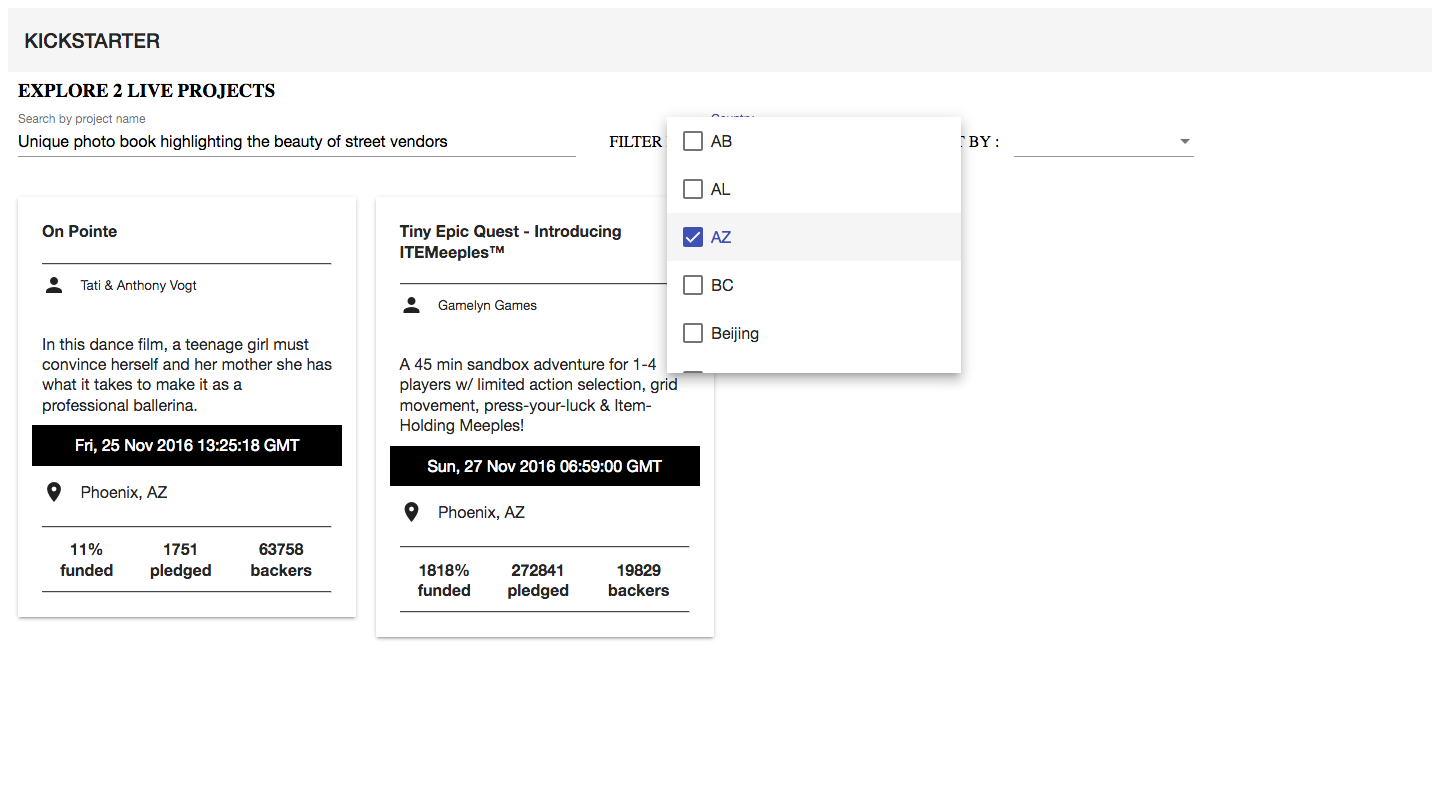 KICKSTARTER
EXPLORE 2 LIVE PROJECTS
Search by project name
Unique photo book highlighting the beauty of street vendors
FILTER
Country
BY :
AB
AL
AZ
BC
Beijing
On Pointe
Tati & Anthony Vogt
In this dance film, a teenage girl must
convince herself and her mother she has
what it takes to make it as a
professional ballerina.
Fri, 25 Nov 2016 13:25:18 GMT
Phoenix, AZ
11% 1751 63758
funded pledged backers
Tiny Epic Quest - Introducing
ITEMeeples™
Gamelyn Games
A 45 min sandbox adventure for 1-4
players w/ limited action selection, grid
movement, press-your-luck & Item-
Holding Meeples!
Sun, 27 Nov 2016 06:59:00 GMT
Phoenix, AZ
1818% 272841 19829
funded pledged backers